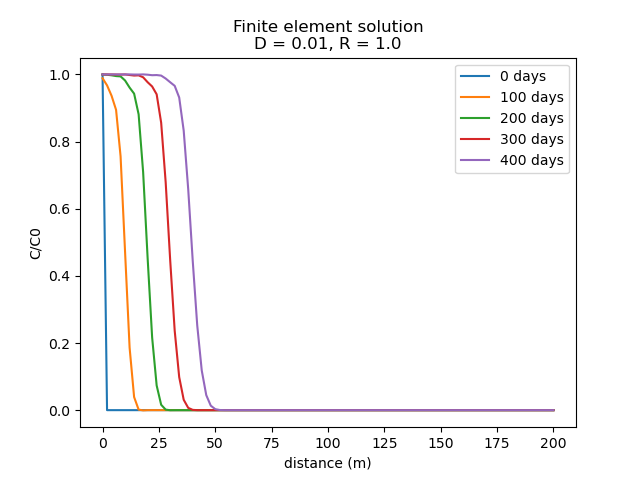 Finite element solution
D = 0.01, R = 1.0
1.0
0.8
0.6
0.4
0.2
0.0
C/C0
0 days
100 days
200 days
300 days
400 days
0 25 50 75 100 125 150 175 200
distance (m)